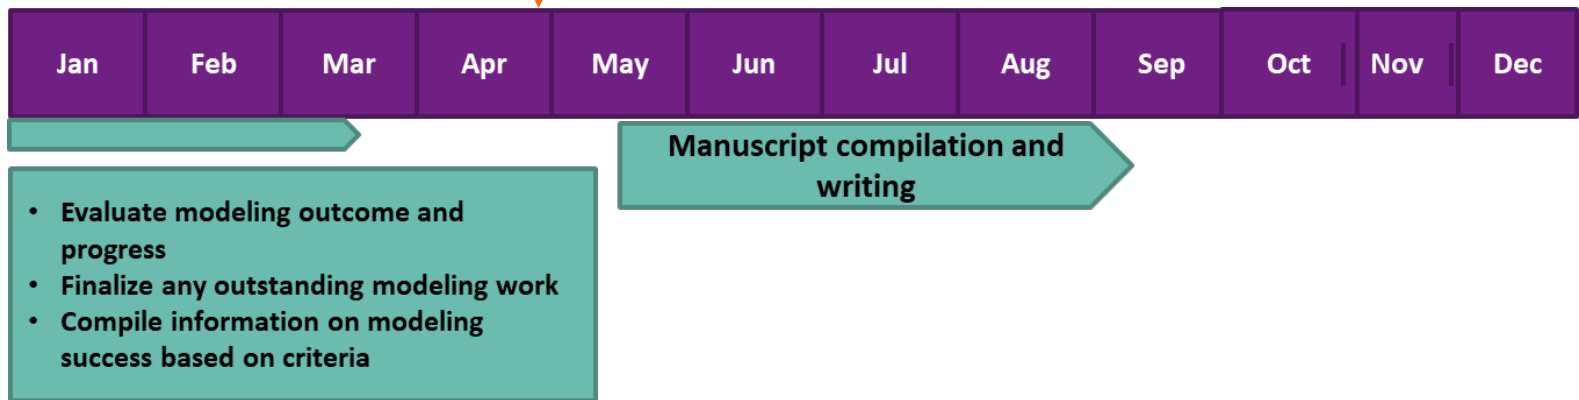 Jan Feb Mar Apr May Jun Jul Aug Sep Oct Nov Dec
Manuscript compilation and
writing
• Evaluate modeling outcome and
progress
• Finalize any outstanding modeling work
• Compile information on modeling
success based on criteria